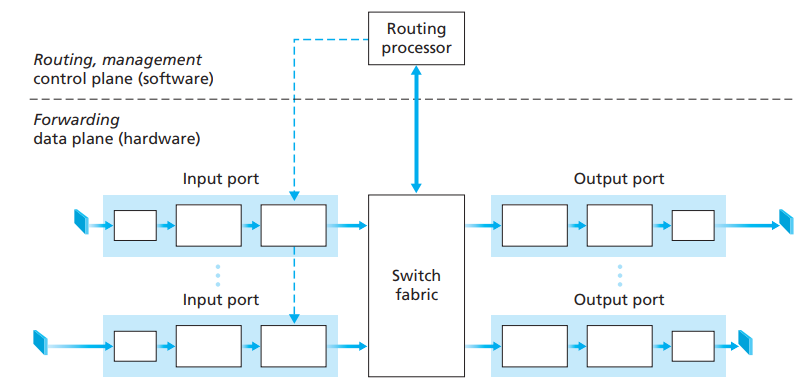 Routing
processor
Routing, management
control plane (software)
Forwarding
data plane (hardware)
Input port
Output port
Switch
fabric
Input port
Output port